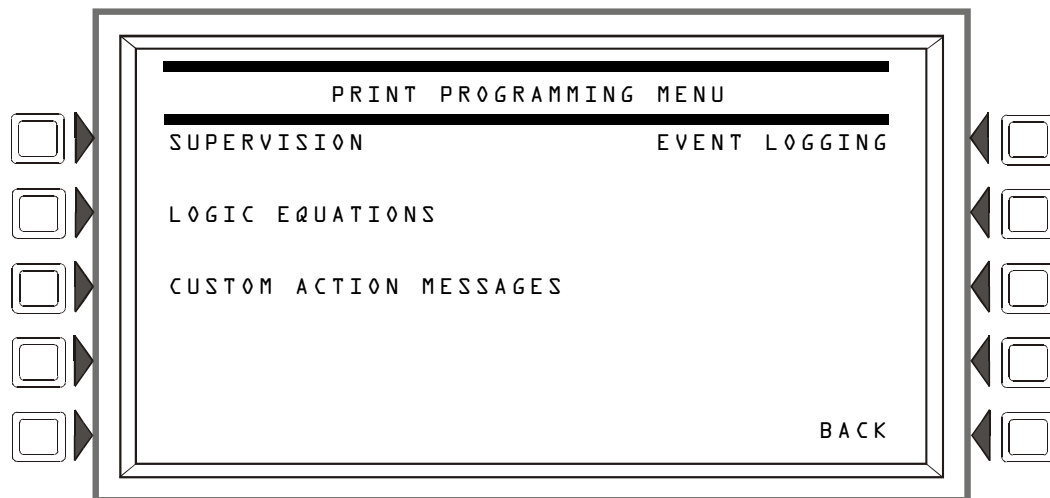 PRINT PROGRAMMING MENU
SUPERVISION EVENT LOGGING
LOGIC EQUATIONS
CUSTOM ACTION MESSAGES
BACK